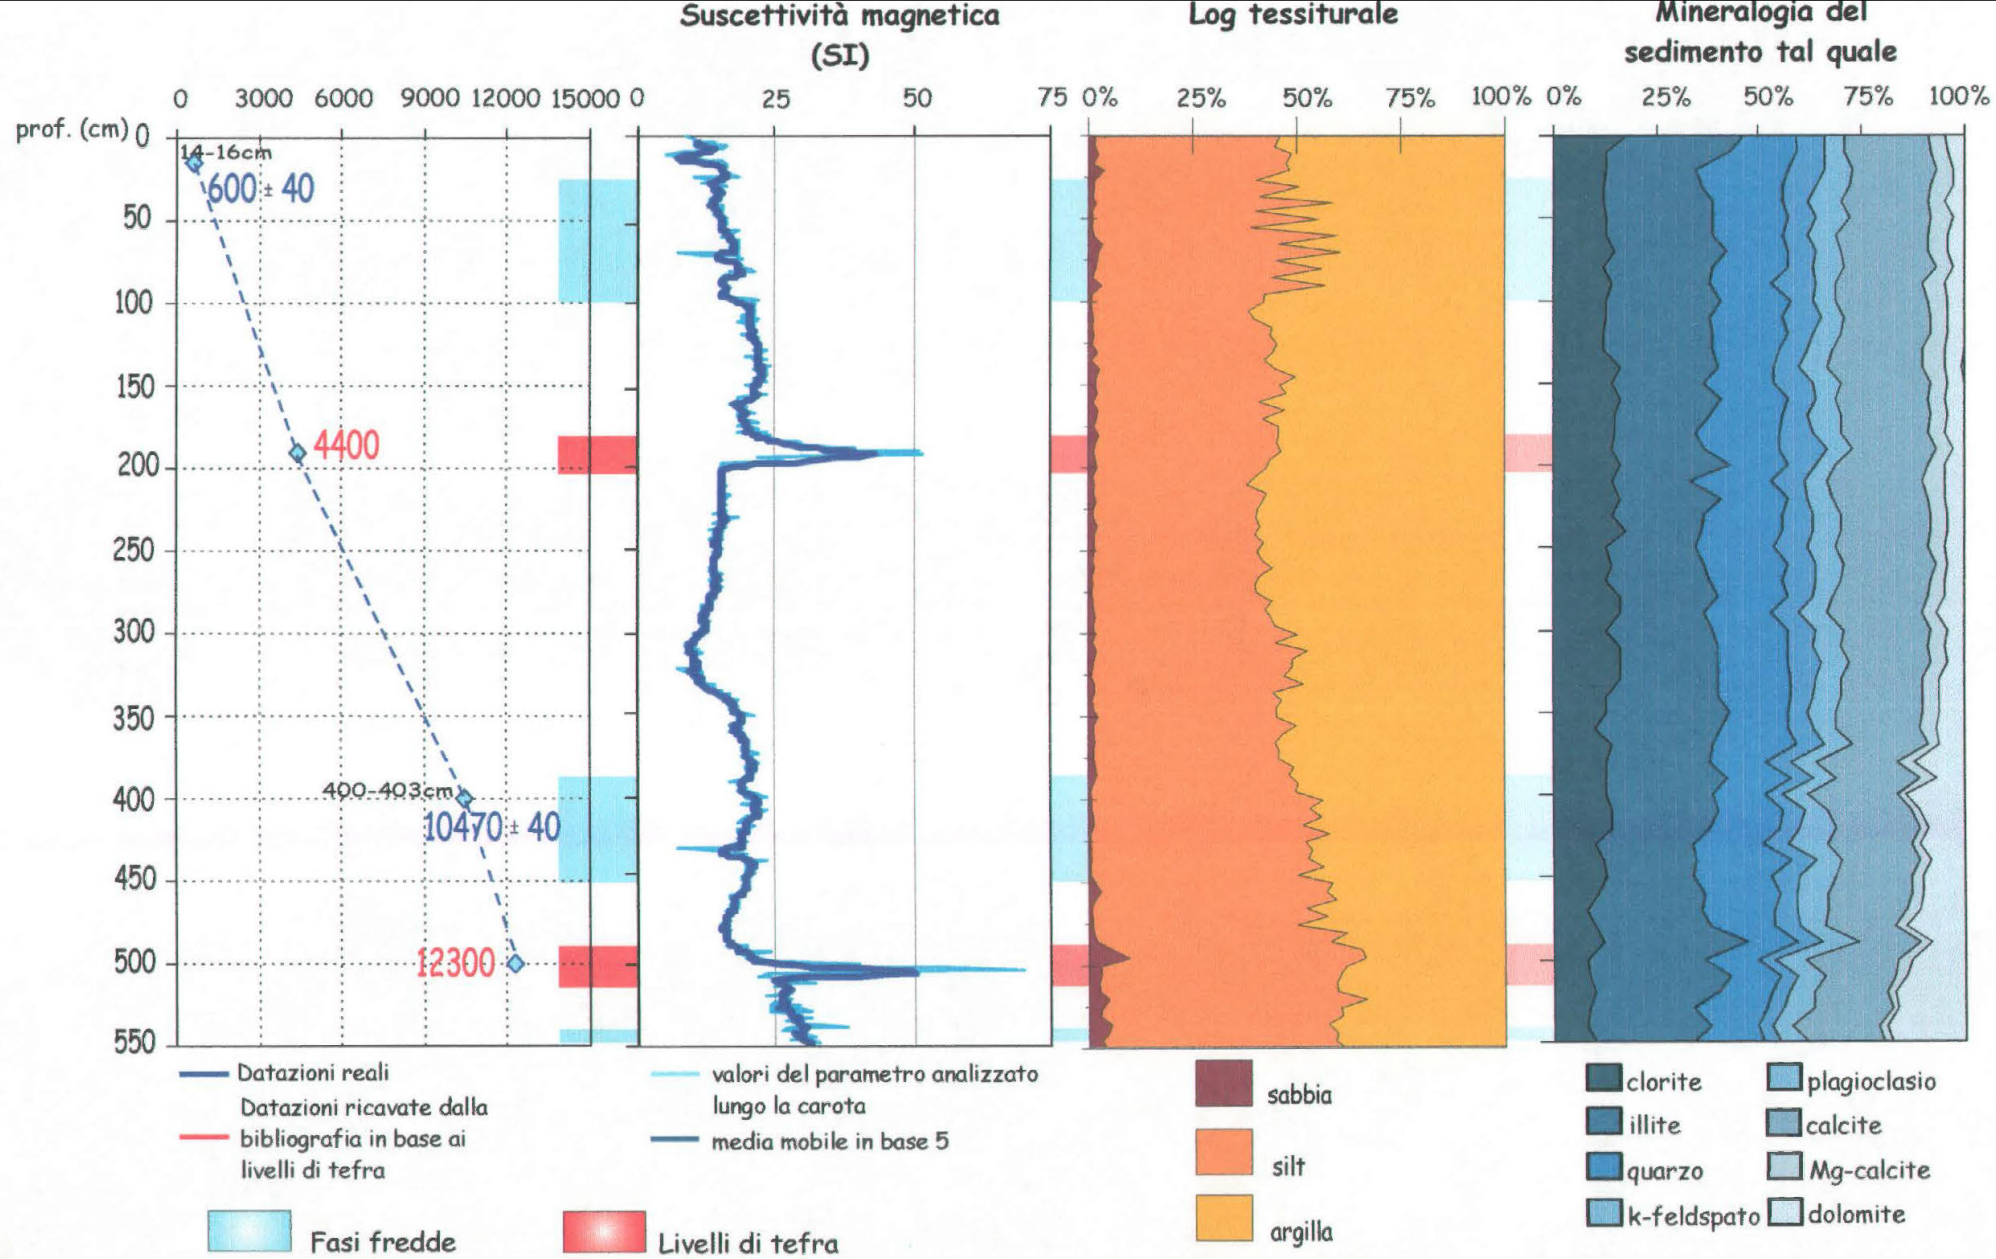 Suscettività magnetica
(SI)
Log tessiturale
Mineralogia del
sedimento tal quale
0 3000 6000 9000 12000 15000 0 25 50 75 0% 25% 50% 75% 100% 0% 25% 50% 75% 100%
prof. (cm) 0
14-16cm
600 ± 40
50
100
150
4400
200
250
300
350
400-403cm
400
10470 ± 40
450
12300
500
550
Datazioni reali
Datazioni ricavate dalla
bibliografia in base ai
livelli di tefra
valori del parametro analizzato
lungo la carota
media mobile in base 5
sabbia
silt
argilla
clorite
illite
quarzo
k-feldspato
plagioclasio
calcite
Mg-calcite
dolomite
Fasi fredde
Livelli di tefra